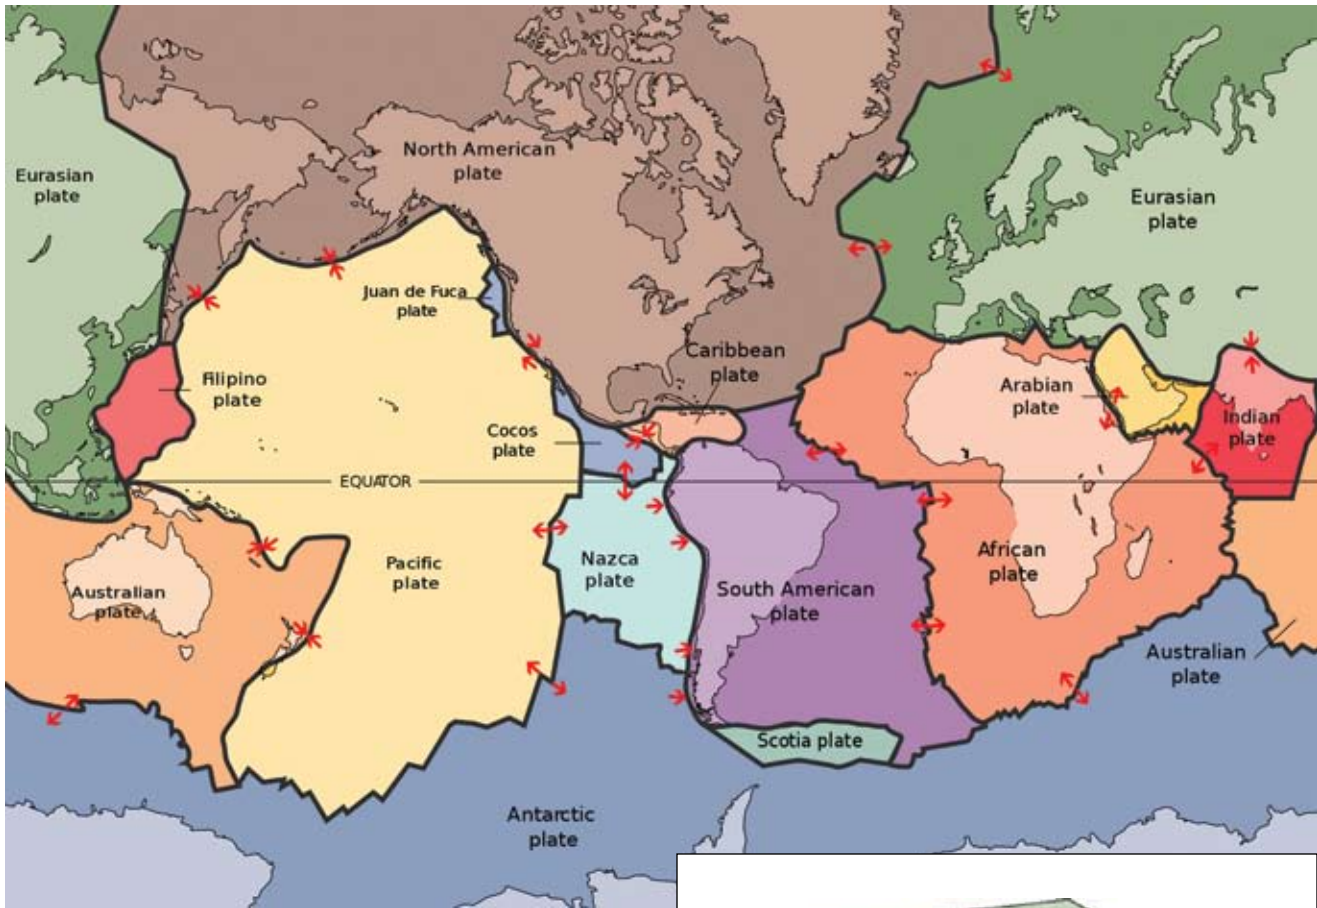 North American
plate
Eurasian
plate
Eurasian
plate
Juan de Fuca
plate
Caribbean
plate
Filipino
plate
Arabian
plate
Indian
plate
Cocos
plate
EQUATOR
Pacific
plate
Nazca
plate
African
plate
South American
plate
Australian
plate
Australian
plate
Scotia plate
Antarctic
plate